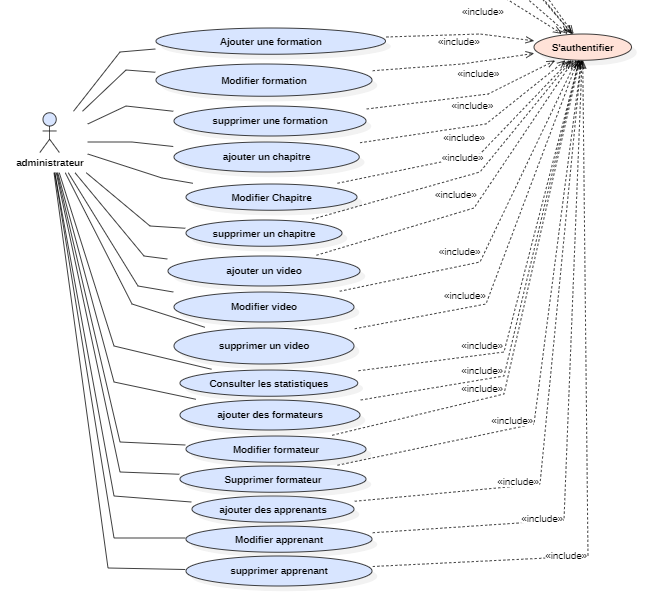 «include»
Ajouter une formation
«include»
S'authentifier
Modifier formation
«include»
«include»
supprimer une formation
«include»
ajouter un chapitre
«include»
administrateur
Modifier Chapitre
«include»
supprimer un chapitre
«include»
ajouter un video
Modifier video
«include»
supprimer un video
«include»
Consulter les statistiques
«include»
«include»
ajouter des formateurs
«include»
Modifier formateur
Supprimer formateur
«include»
ajouter des apprenants
«include»
Modifier apprenant
«include»
supprimer apprenant